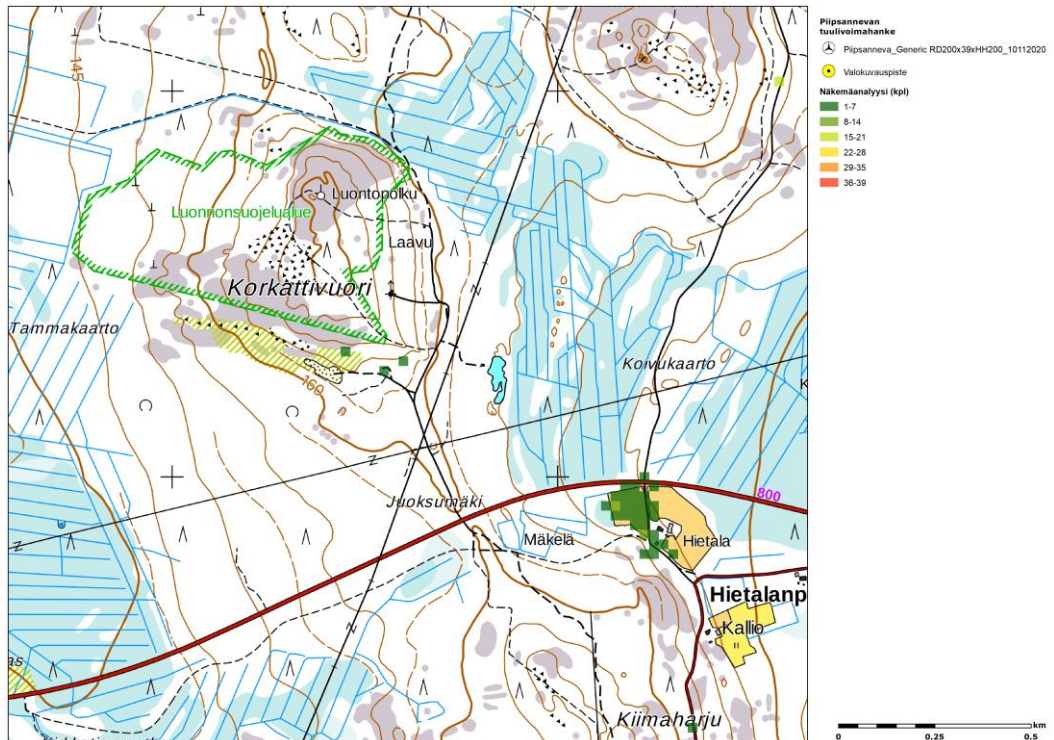 145
Luontopolku
Luonnonsuojelualue
Laavu
Korkattivuori
Tammakaarto
Koivukaarto
K
160
Juoksumäki
800
Mäkelä
Hietala
Hietalanp
Kallio
as
Kiimaharju
Piipsannevan
tuulivoimahanke
Piipsanneva_Generic RD200x39xHH200_10112020
Valokuvauspiste
Näkemäanalyysi (kpl)
1-7
8-14
15-21
22-28
29-35
36-39
km
0 0,25 0,5